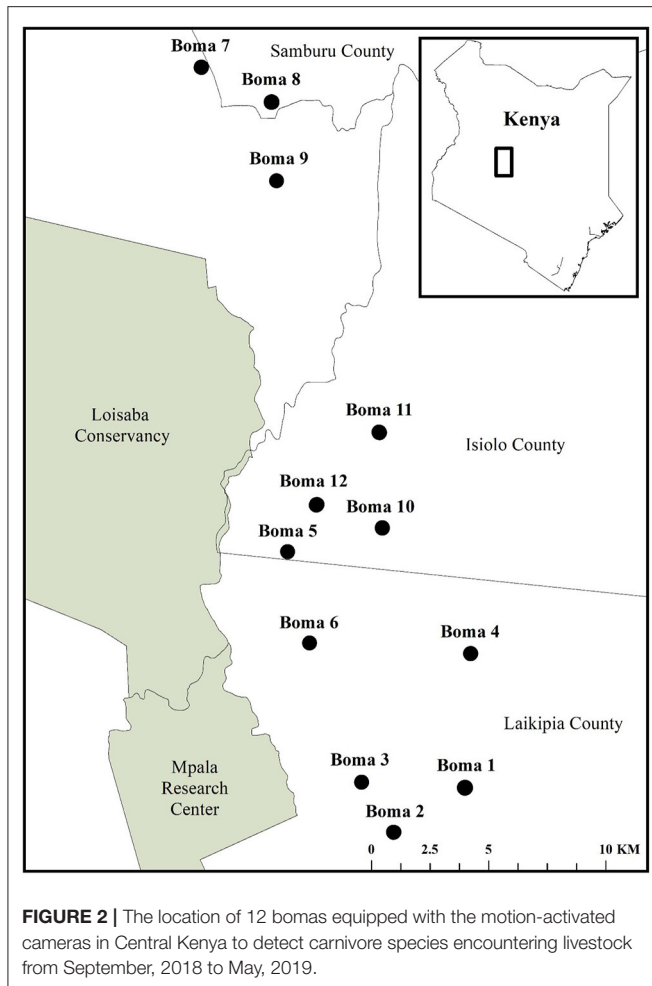 Boma 7
Samburu County
Boma 8
Kenya
Boma 9
Loisaba
Conservancy
Boma 11
Isiolo County
Boma 12
Boma 10
Boma 5
Boma 6
Boma 4
Laikipia County
Mpala
Research
Center
Boma 3
Boma 1
Boma 2
0 2.5 5 10 KM
FIGURE 2 | The location of 12 bomas equipped with the motion-activated
cameras in Central Kenya to detect carnivore species encountering livestock
from September, 2018 to May, 2019.